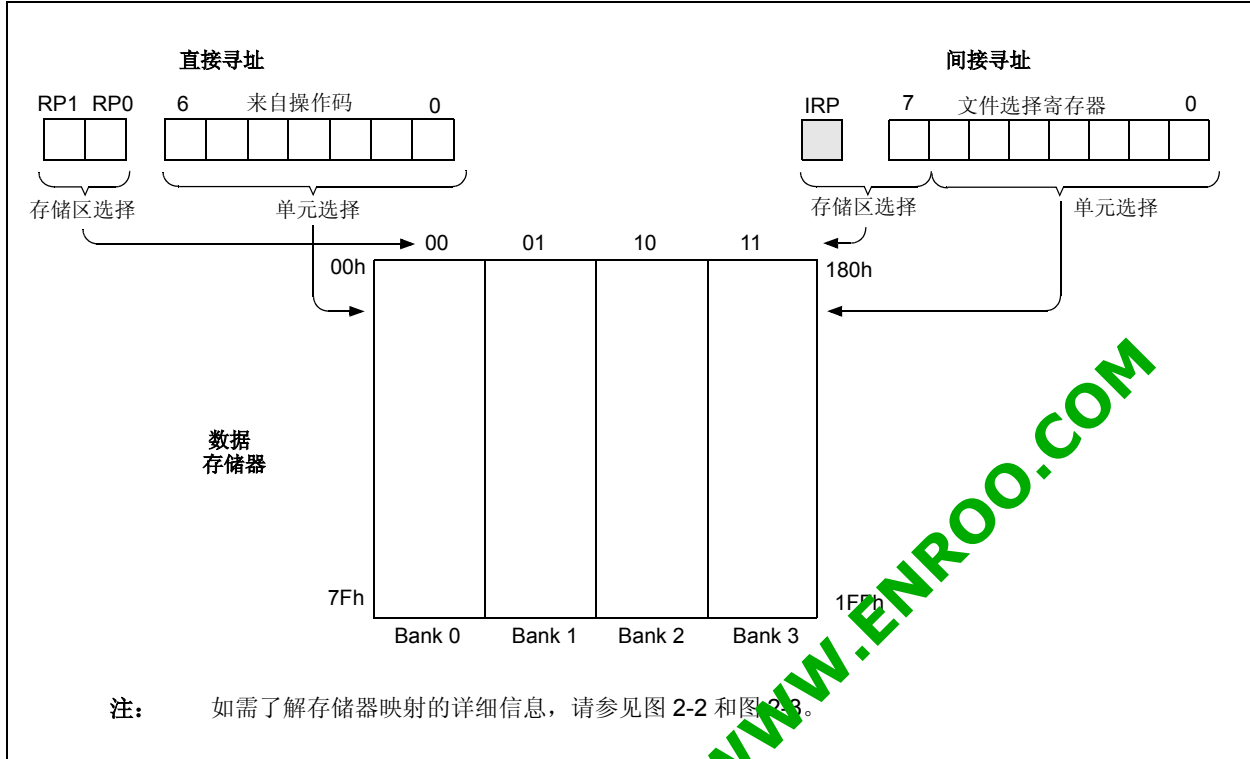 直接寻址
间接寻址
RP1 RP0
6 来自操作码 0
IRP
7 文件选择寄存器 0
存储区选择
单元选择
存储区选择
单元选择
00 01 10 11
00h
180h
数据
存储器
7Fh
1FFh
Bank 0 Bank 1 Bank 2 Bank 3
注: 如需了解存储器映射的详细信息，请参见图 2-2 和图 2-3。
WWW.ENROO.COM